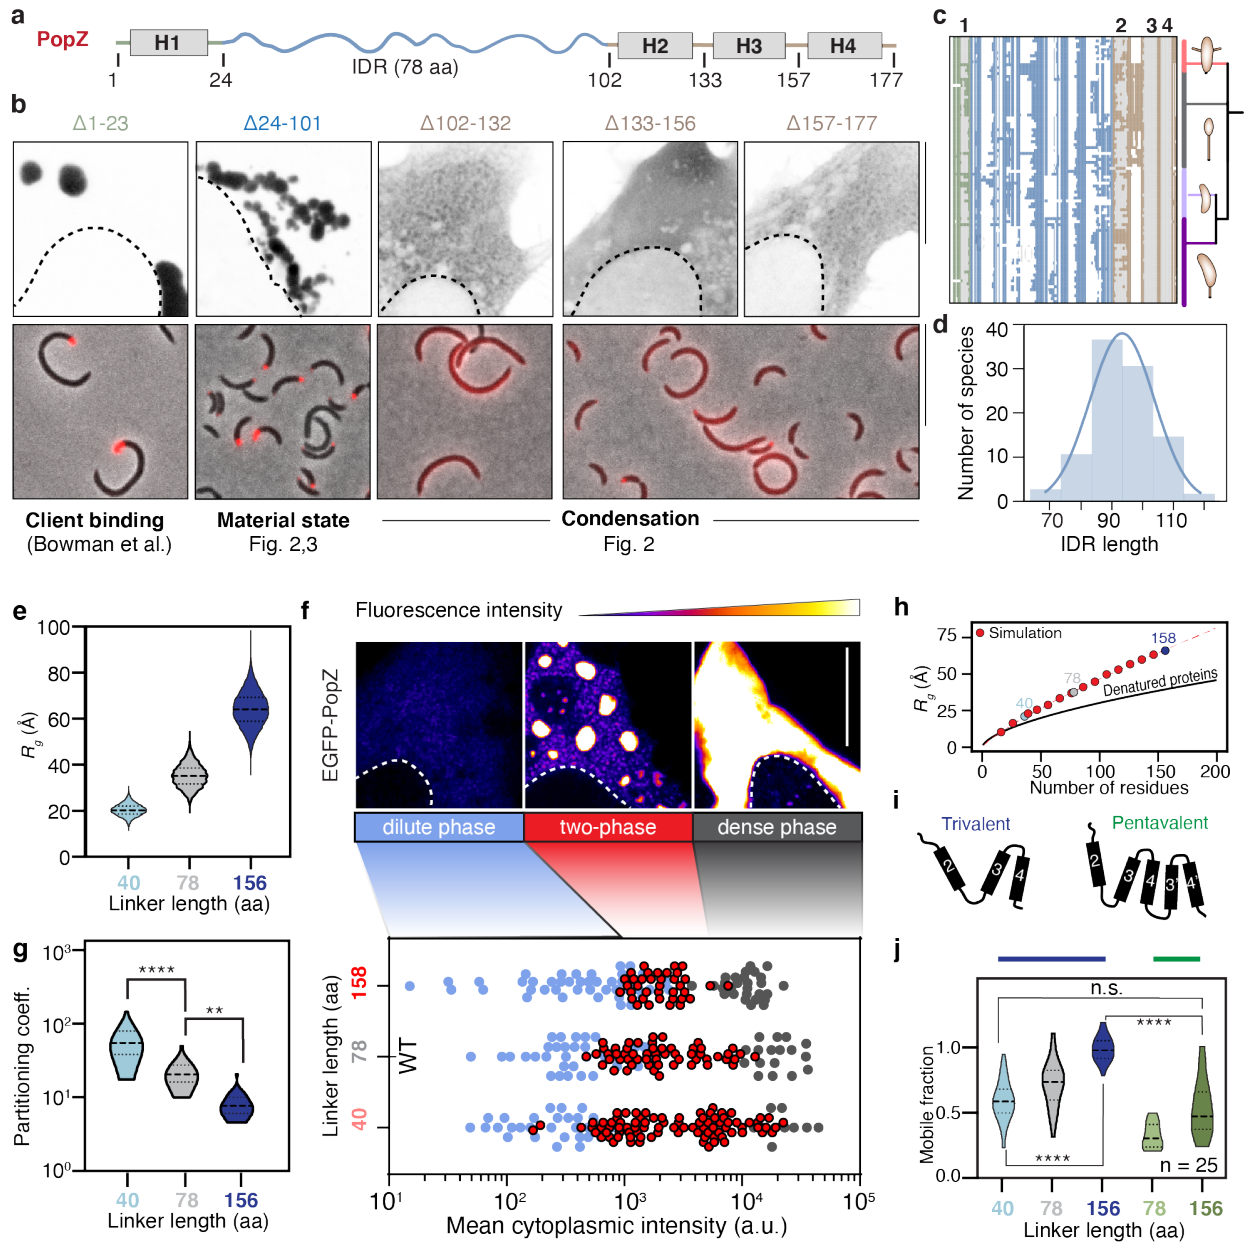 a
PopZ
H1
H2
H3
H4
IDR (78 aa)
1
24
102
133
157
177
b
Δ1-23
Δ24-101
Δ102-132
Δ133-156
Δ157-177
Client binding
(Bowman et al.)
Material state
Fig. 2,3
Condensation
Fig. 2
c
1
2
3
4
d
Number of species
40
30
20
10
0
70
90
110
IDR length
e
Rg (Å)
100
80
60
40
20
0
40
78
156
Linker length (aa)
f
Fluorescence intensity
EGFP-PopZ
dilute phase
two-phase
dense phase
Linker length (aa)
158
78
40
WT
10¹
10²
10³
10⁴
10⁵
Mean cytoplasmic intensity (a.u.)
g
Partitioning coeff.
10³
10²
10¹
10⁰
****
**
40
78
156
Linker length (aa)
h
Rg (Å)
75
50
25
0
Simulation
158
78
40
Denatured proteins
0
50
100
150
200
Number of residues
i
Trivalent
Pentavalent
2
3
4
2
3
4
3'
4'
j
Mobile fraction
1.0
0.5
0.0
n.s.
****
****
n = 25
40
78
156
78
156
Linker length (aa)